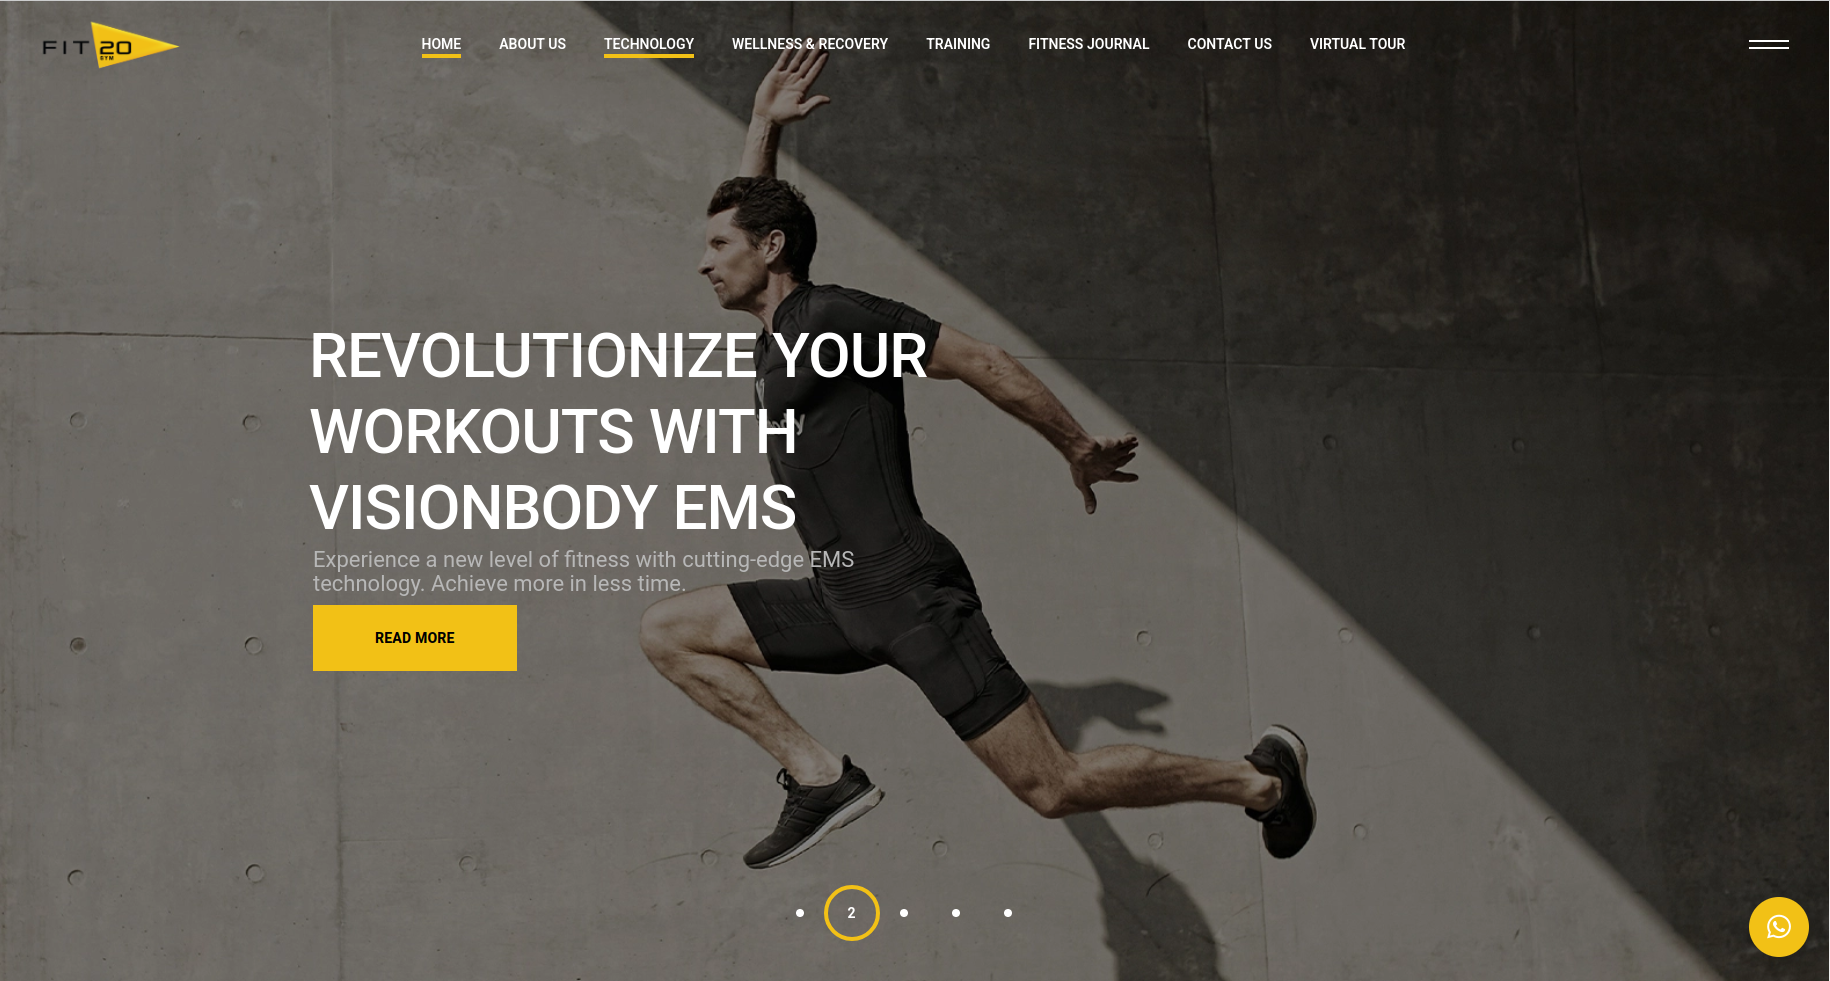 FIT 20
GYM
HOME ABOUT US TECHNOLOGY WELLNESS & RECOVERY TRAINING FITNESS JOURNAL CONTACT US VIRTUAL TOUR
REVOLUTIONIZE YOUR
WORKOUTS WITH
VISIONBODY EMS
Experience a new level of fitness with cutting-edge EMS
technology. Achieve more in less time.
READ MORE
2